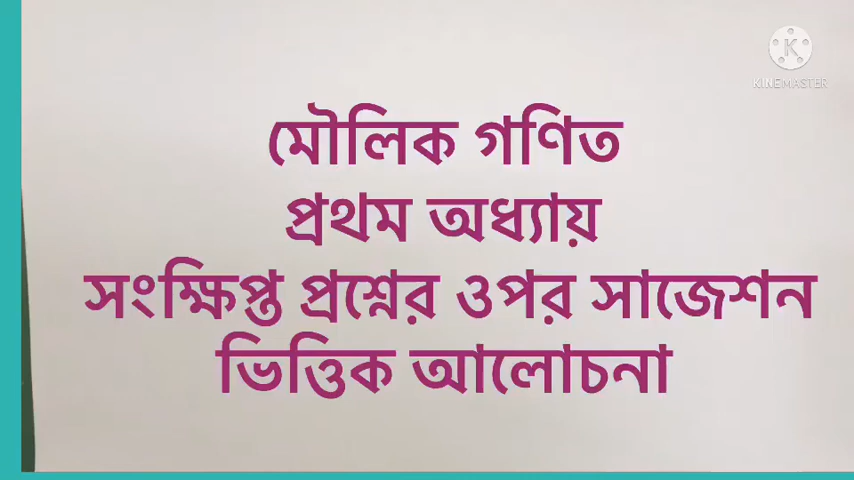 KINEMASTER
মৌলিক গণিত
প্রথম অধ্যায়
সংক্ষিপ্ত প্রশ্নের ওপর সাজেশন
ভিত্তিক আলোচনা